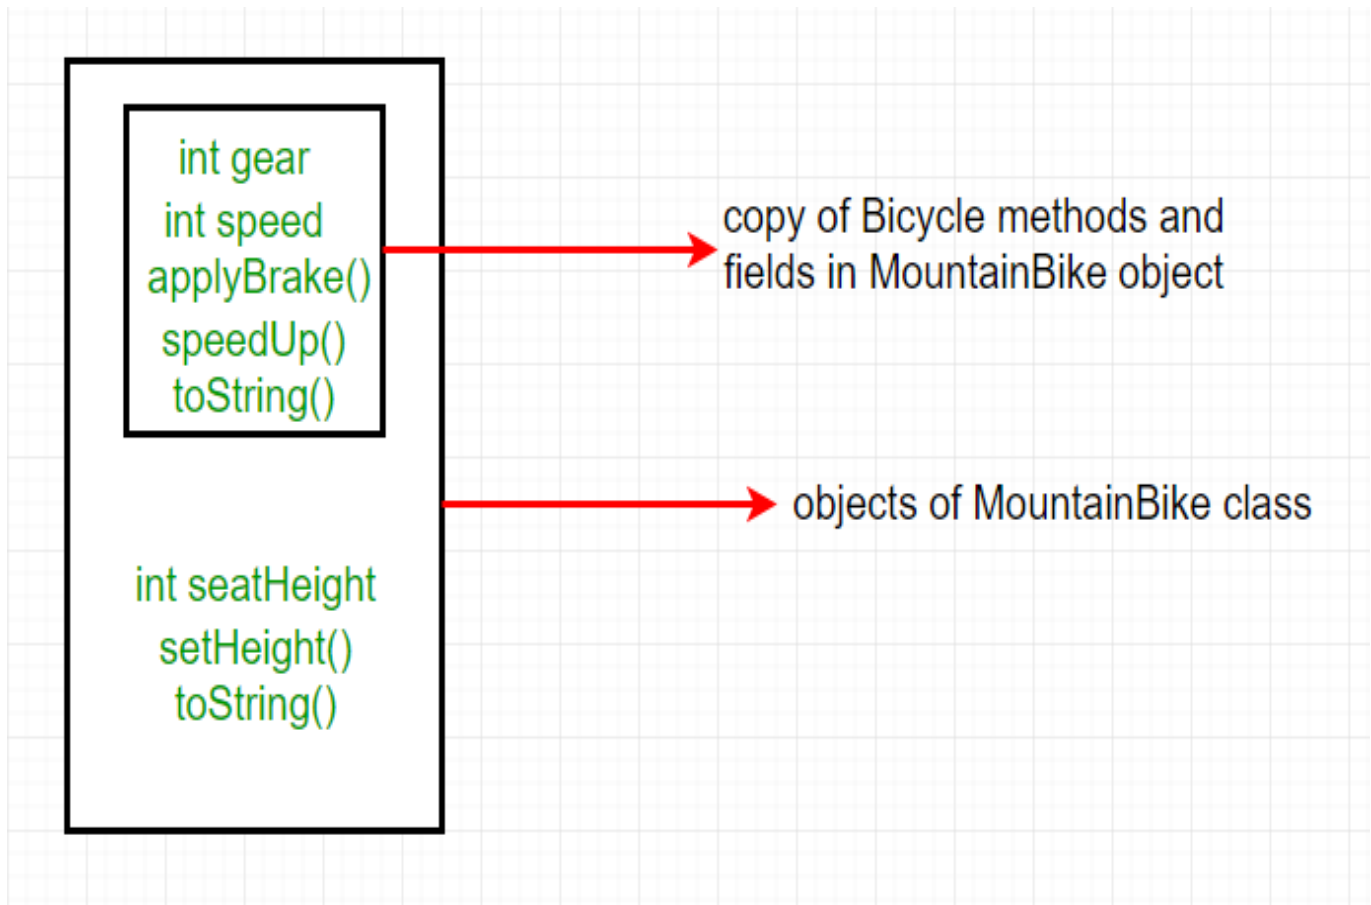 int gear
int speed
applyBrake()
speedUp()
toString()
copy of Bicycle methods and
fields in MountainBike object
objects of MountainBike class
int seatHeight
setHeight()
toString()